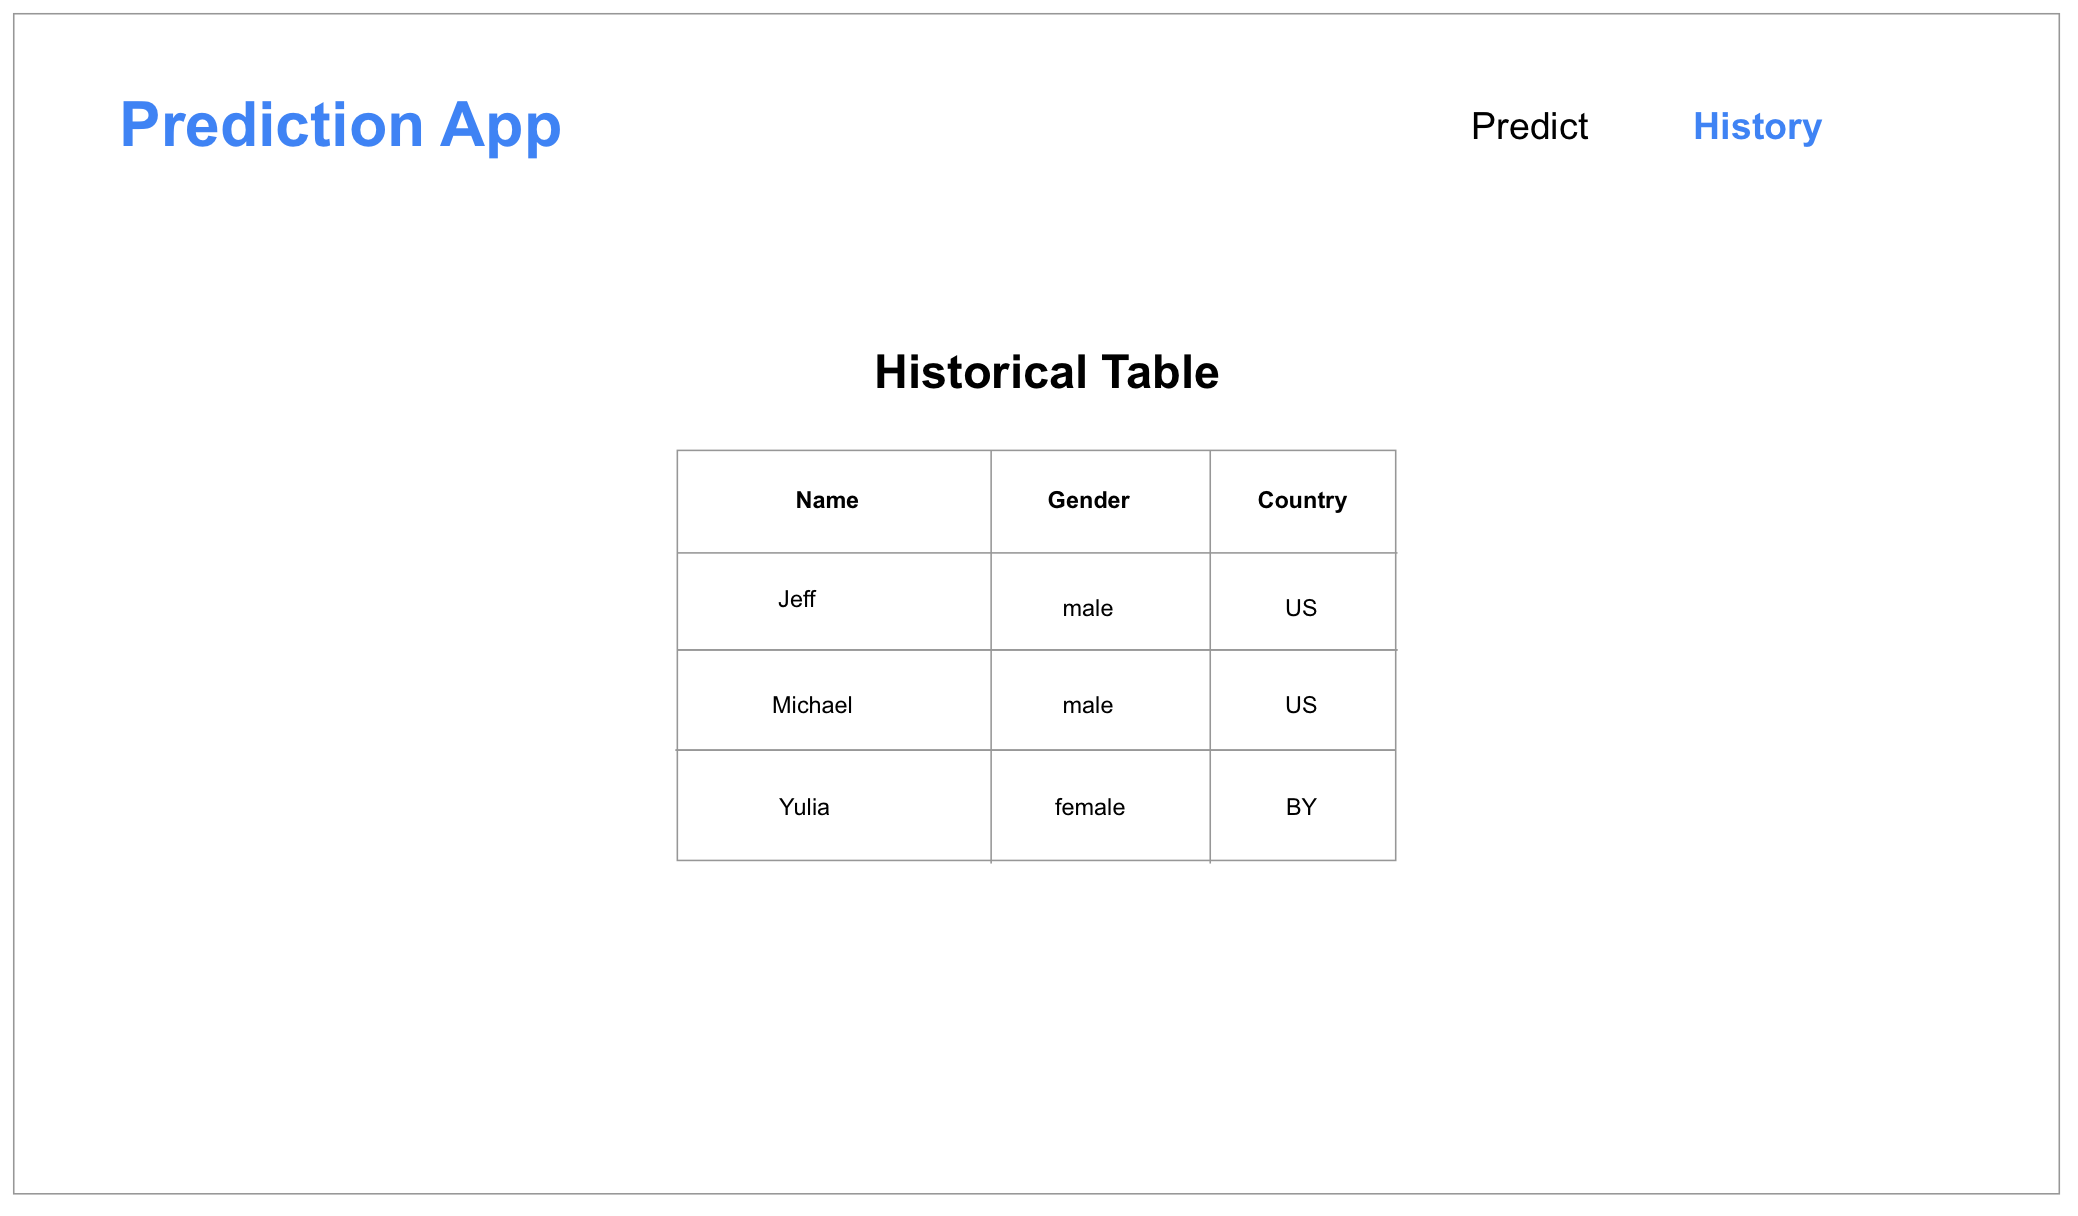 Prediction App Predict History
Historical Table
Name Gender Country
Jeff male US
Michael male US
Yulia female BY